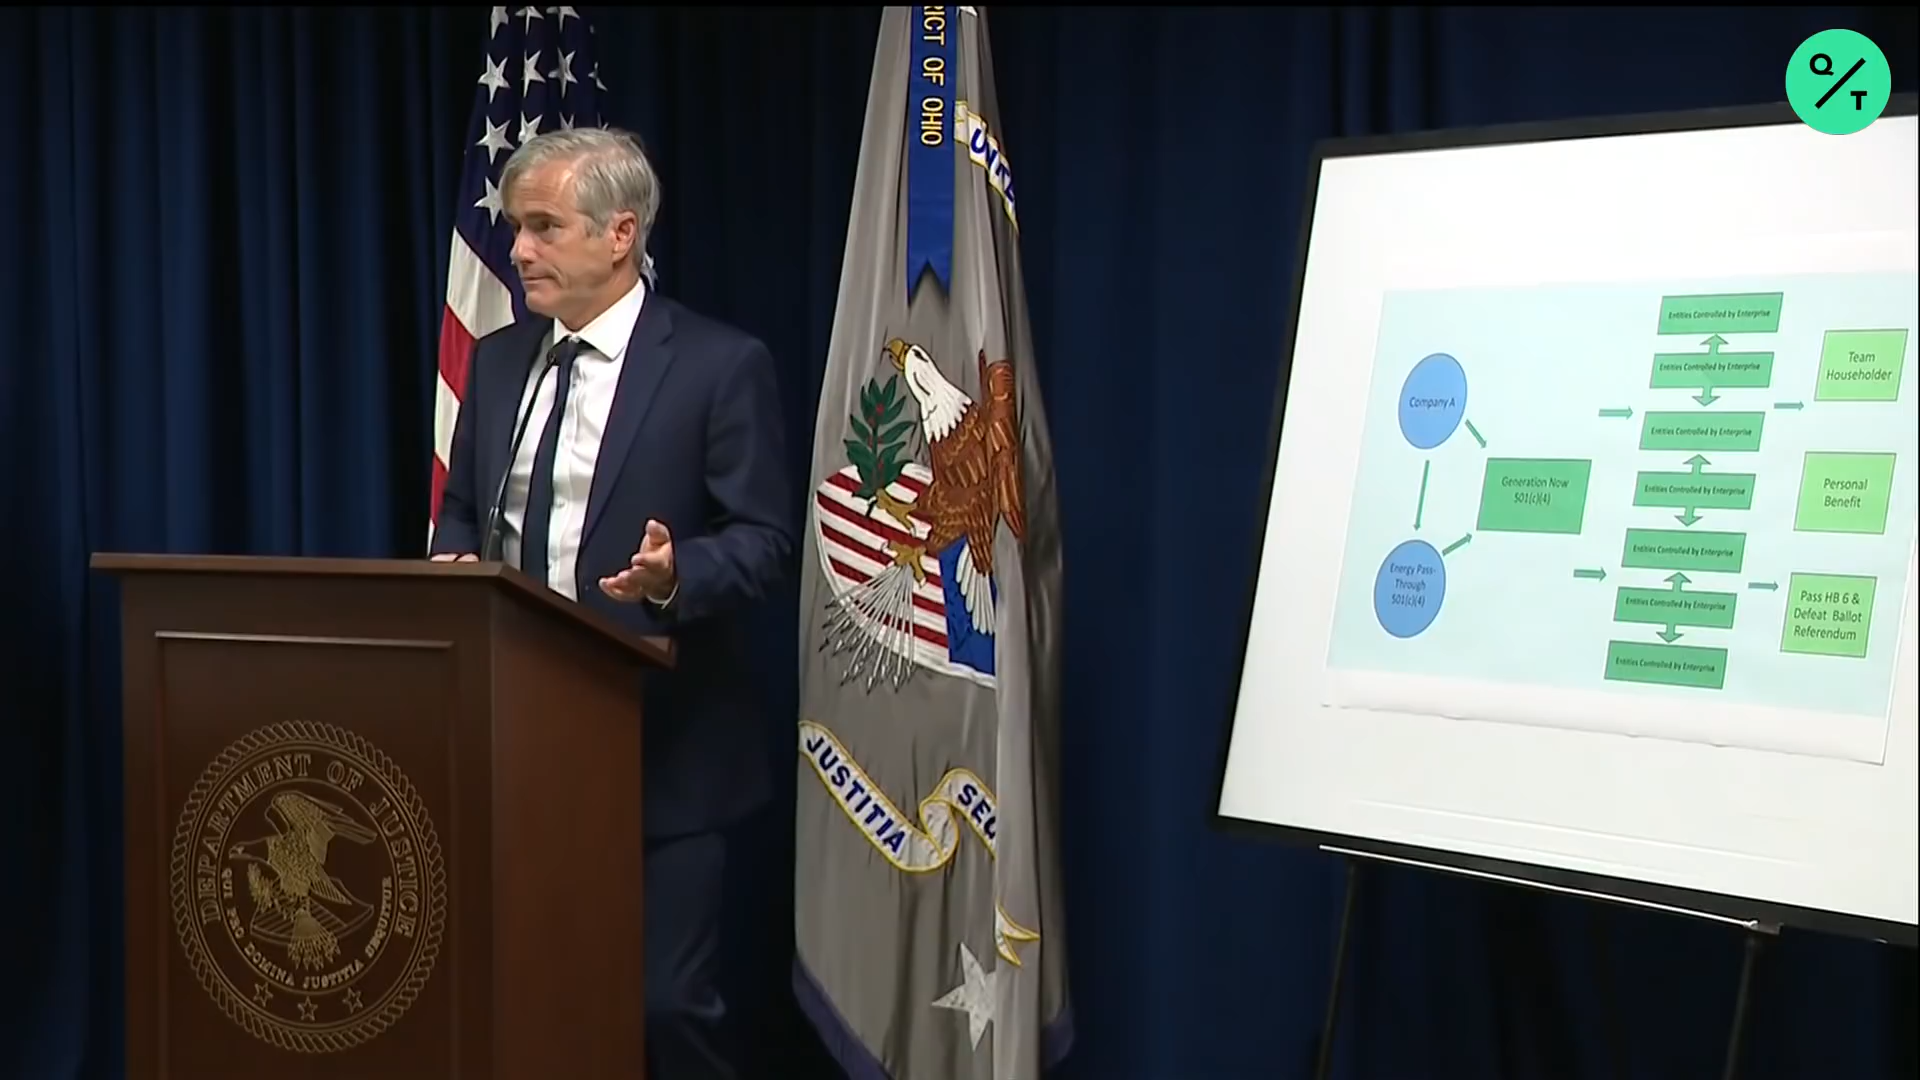 Q
T
RICT OF OHIO
JUSTITIA
SEQU
DEPARTMENT OF JUSTICE
QUI PRO DOMINA JUSTITIA SEQUITUR
Entities Controlled by Enterprise
Entities Controlled by Enterprise
Entities Controlled by Enterprise
Entities Controlled by Enterprise
Entities Controlled by Enterprise
Entities Controlled by Enterprise
Entities Controlled by Enterprise
Company A
Generation Now
501(c)(4)
Energy Pass-
Through
501(c)(4)
Team
Householder
Personal
Benefit
Pass HB 6 &
Defeat Ballot
Referendum